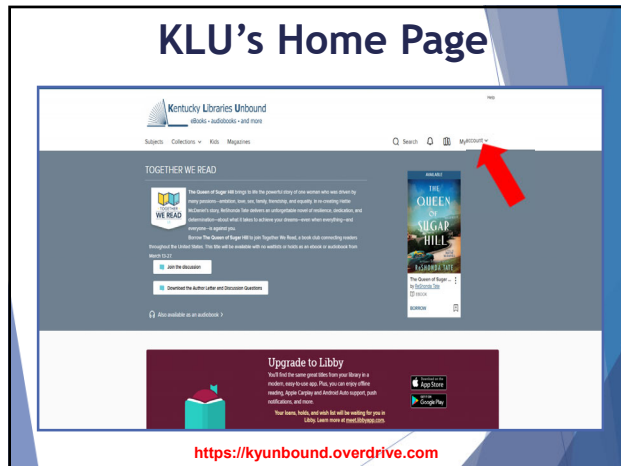 KLU's Home Page
Help
Kentucky Libraries Unbound
eBooks • audiobooks • and more
Subjects Collections Kids Magazines
Search
My account
TOGETHER WE READ
TOGETHER
WE READ
The Queen of Sugar Hill brings to life the powerful story of one woman who was driven by
many passions—ambition, love, sex, family, friendship, and equality. In re-creating Hattie
McDaniel's story, ReShonda Tate delivers an unforgettable novel of resilience, dedication, and
determination—about what it takes to achieve your dreams—even when everything—and
everyone—is against you.
Borrow The Queen of Sugar Hill to join Together We Read, a book club connecting readers
throughout the United States. This title will be available with no waitlists or holds as an ebook or audiobook from
March 13-27
Join the discussion
Download the Author Letter and Discussion Questions
Also available as an audiobook
AVAILABLE
THE
QUEEN
OF
SUGAR
HILL
ReSHONDA TATE
The Queen of Sugar ...
by ReShonda Tate
EBOOK
BORROW
Upgrade to Libby
You'll find the same great titles from your library in a
modern, easy-to-use app. Plus, you can enjoy offline
reading, Apple Carplay and Android Auto support, push
notifications, and more.
Your loans, holds, and wish list will be waiting for you in
Libby. Learn more at meet.libbyapp.com.
Download on the
App Store
Google Play
https://kyunbound.overdrive.com